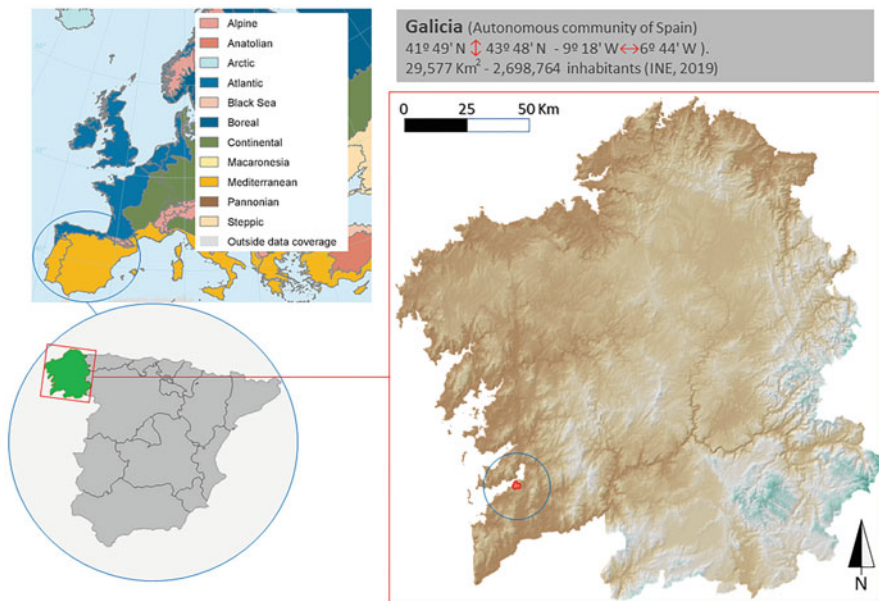 Alpine
Anatolian
Arctic
Atlantic
Black Sea
Boreal
Continental
Macaronesia
Mediterranean
Pannonian
Steppic
Outside data coverage
Galicia (Autonomous community of Spain)
41º 49' N ↕ 43º 48' N - 9º 18' W ↔ 6º 44' W ).
29,577 Km² - 2,698,764 inhabitants (INE, 2019)
0 25 50 Km
N